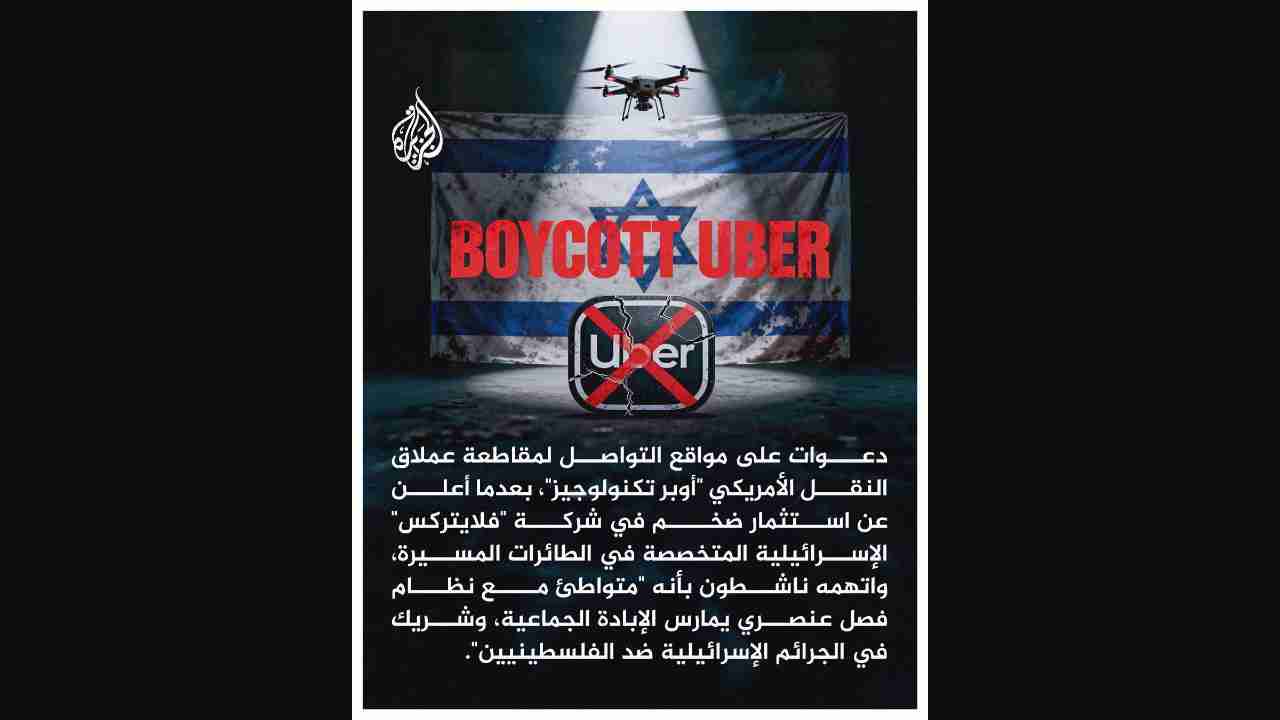 الجزيرة
BOYCOTT UBER
Uber
دعوات على مواقع التواصل لمقاطعة عملاق
النقل الأمريكي "أوبر تكنولوجيز"، بعدما أعلن
عن استثمار ضخم في شركة "فلايتركس"
الإسرائيلية المتخصصة في الطائرات المسيرة،
واتهمه ناشطون بأنه "متواطئ مع نظام
فصل عنصري يمارس الإبادة الجماعية، وشريك
في الجرائم الإسرائيلية ضد الفلسطينيين".